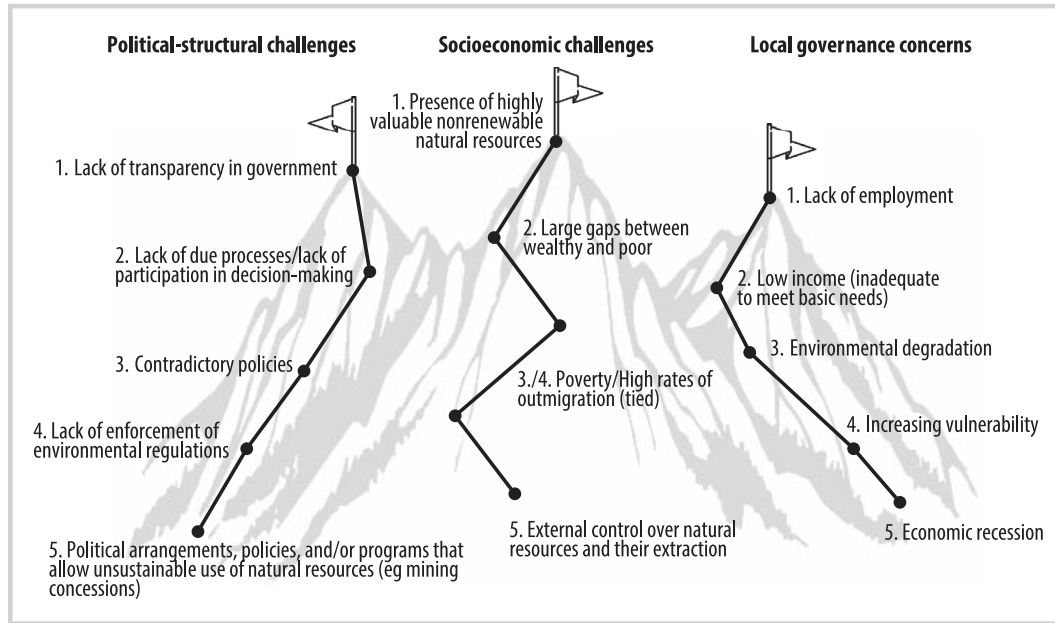 Political-structural challenges
1. Lack of transparency in government
2. Lack of due processes/lack of
participation in decision-making
3. Contradictory policies
4. Lack of enforcement of
environmental regulations
5. Political arrangements, policies, and/or programs that
allow unsustainable use of natural resources (eg mining
concessions)
Socioeconomic challenges
1. Presence of highly
valuable nonrenewable
natural resources
2. Large gaps between
wealthy and poor
3./4. Poverty/High rates of
outmigration (tied)
5. External control over natural
resources and their extraction
Local governance concerns
1. Lack of employment
2. Low income (inadequate
to meet basic needs)
3. Environmental degradation
4. Increasing vulnerability
5. Economic recession